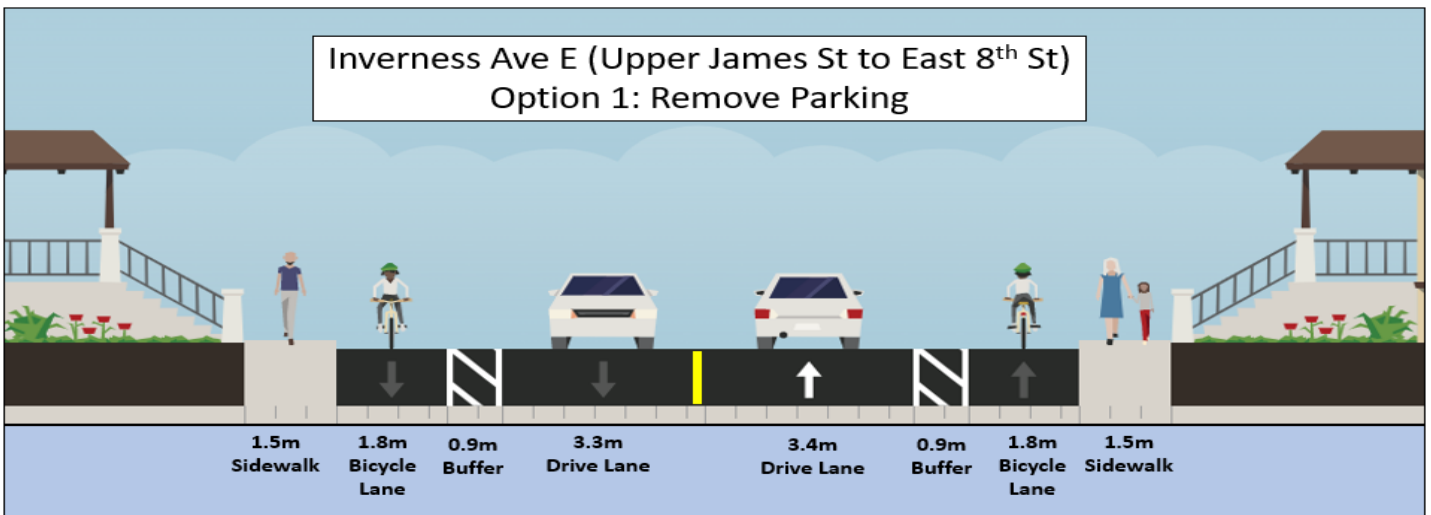 Inverness Ave E (Upper James St to East 8th St)
Option 1: Remove Parking
1.5m
Sidewalk
1.8m
Bicycle
Lane
0.9m
Buffer
3.3m
Drive Lane
3.4m
Drive Lane
0.9m
Buffer
1.8m
Bicycle
Lane
1.5m
Sidewalk